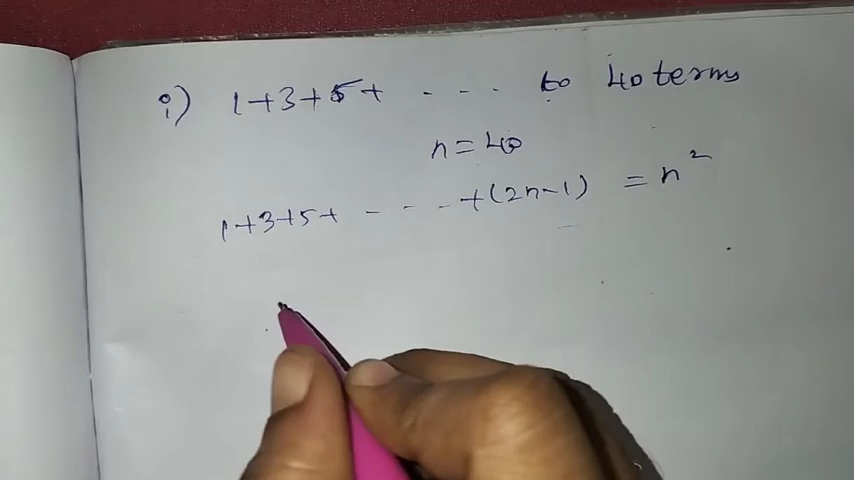 i) 1+3+5+ - - - to 40 terms
n=40
1+3+5+ - - - +(2n-1) = n²